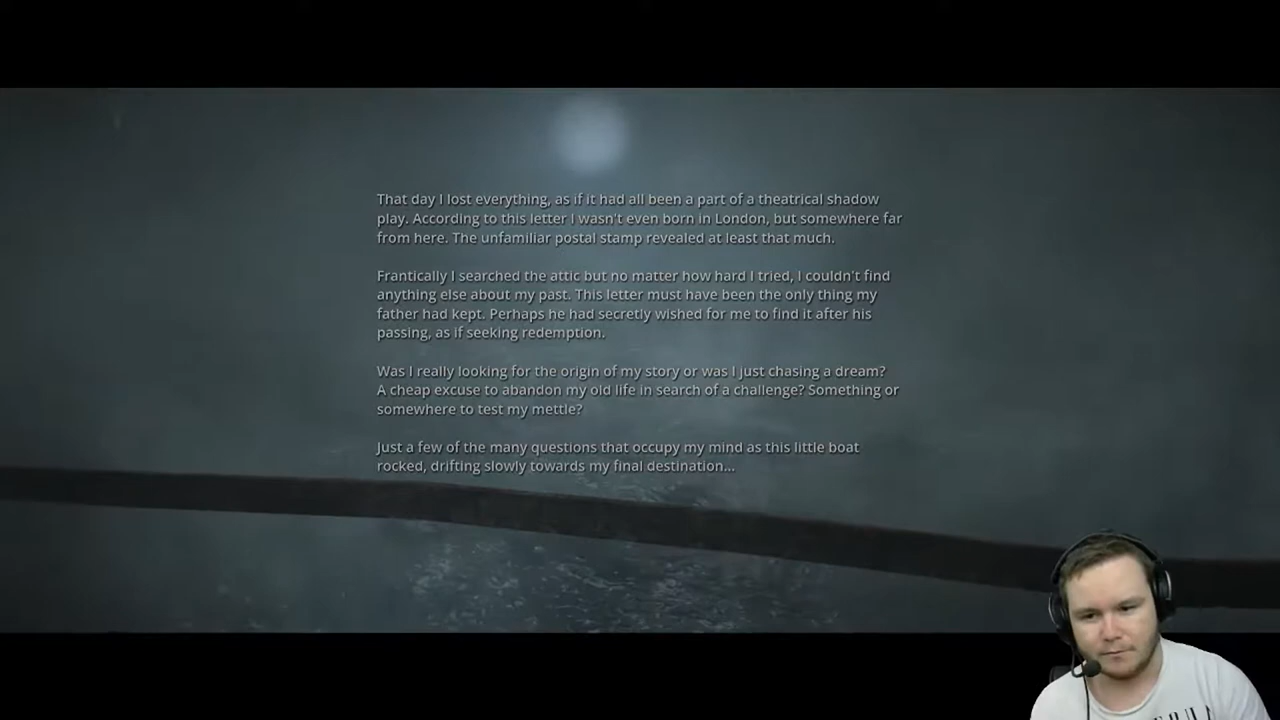 That day I lost everything, as if it had all been a part of a theatrical shadow
play. According to this letter I wasn't even born in London, but somewhere far
from here. The unfamiliar postal stamp revealed at least that much.
Frantically I searched the attic but no matter how hard I tried, I couldn't find
anything else about my past. This letter must have been the only thing my
father had kept. Perhaps he had secretly wished for me to find it after his
passing, as if seeking redemption.
Was I really looking for the origin of my story or was I just chasing a dream?
A cheap excuse to abandon my old life in search of a challenge? Something or
somewhere to test my mettle?
Just a few of the many questions that occupy my mind as this little boat
rocked, drifting slowly towards my final destination...